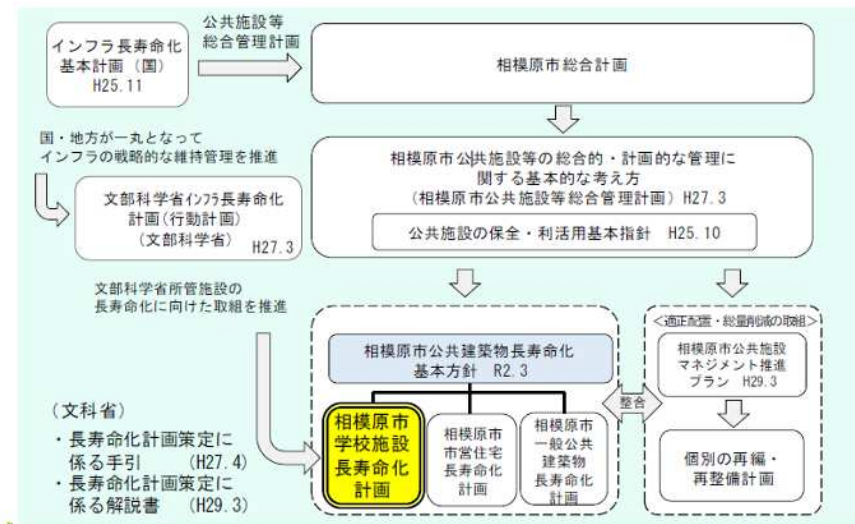 インフラ長寿命化
基本計画（国）
H25.11
公共施設等
総合管理計画
相模原市総合計画
国・地方が一丸となって
インフラの戦略的な維持管理を推進
文部科学省インフラ長寿命化
計画(行動計画)
(文部科学省)
H27.3
相模原市公共施設等の総合的・計画的な管理に
関する基本的な考え方
(相模原市公共施設等総合管理計画) H27.3
公共施設の保全・利活用基本指針 H25.10
文部科学省所管施設の
長寿命化に向けた取組を推進
相模原市公共建築物長寿命化
基本方針 R2.3
相模原市
学校施設
長寿命化
計画
相模原市
市営住宅
長寿命化
計画
相模原市
一般公共
建築物
長寿命化
計画
整合
＜適正配置・総量削減の取組＞
相模原市公共施設
マネジメント推進
プラン H29.3
個別の再編・
再整備計画
(文科省)
・長寿命化計画策定に
係る手引 (H27.4)
・長寿命化計画策定に
係る解説書 (H29.3)